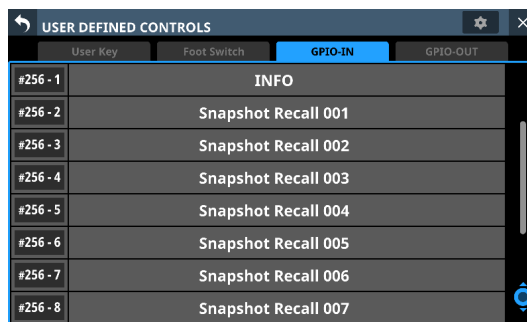 USER DEFINED CONTROLS
User Key Foot Switch GPIO-IN GPIO-OUT
#256 - 1 INFO
#256 - 2 Snapshot Recall 001
#256 - 3 Snapshot Recall 002
#256 - 4 Snapshot Recall 003
#256 - 5 Snapshot Recall 004
#256 - 6 Snapshot Recall 005
#256 - 7 Snapshot Recall 006
#256 - 8 Snapshot Recall 007